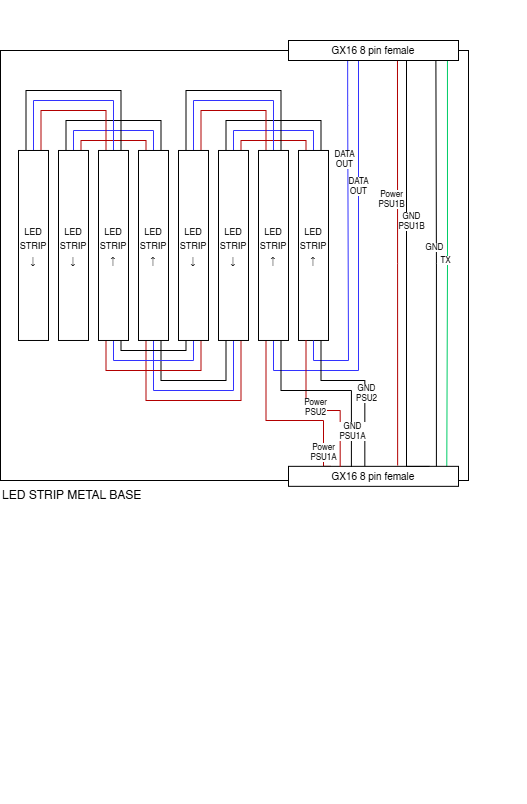 GX16 8 pin female
DATA
OUT
DATA
OUT
Power
PSU1B
GND
PSU1B
GND
TX
LED
STRIP
↓
LED
STRIP
↓
LED
STRIP
↑
LED
STRIP
↑
LED
STRIP
↓
LED
STRIP
↓
LED
STRIP
↑
LED
STRIP
↑
GND
PSU2
Power
PSU2
GND
PSU1A
Power
PSU1A
GX16 8 pin female
LED STRIP METAL BASE